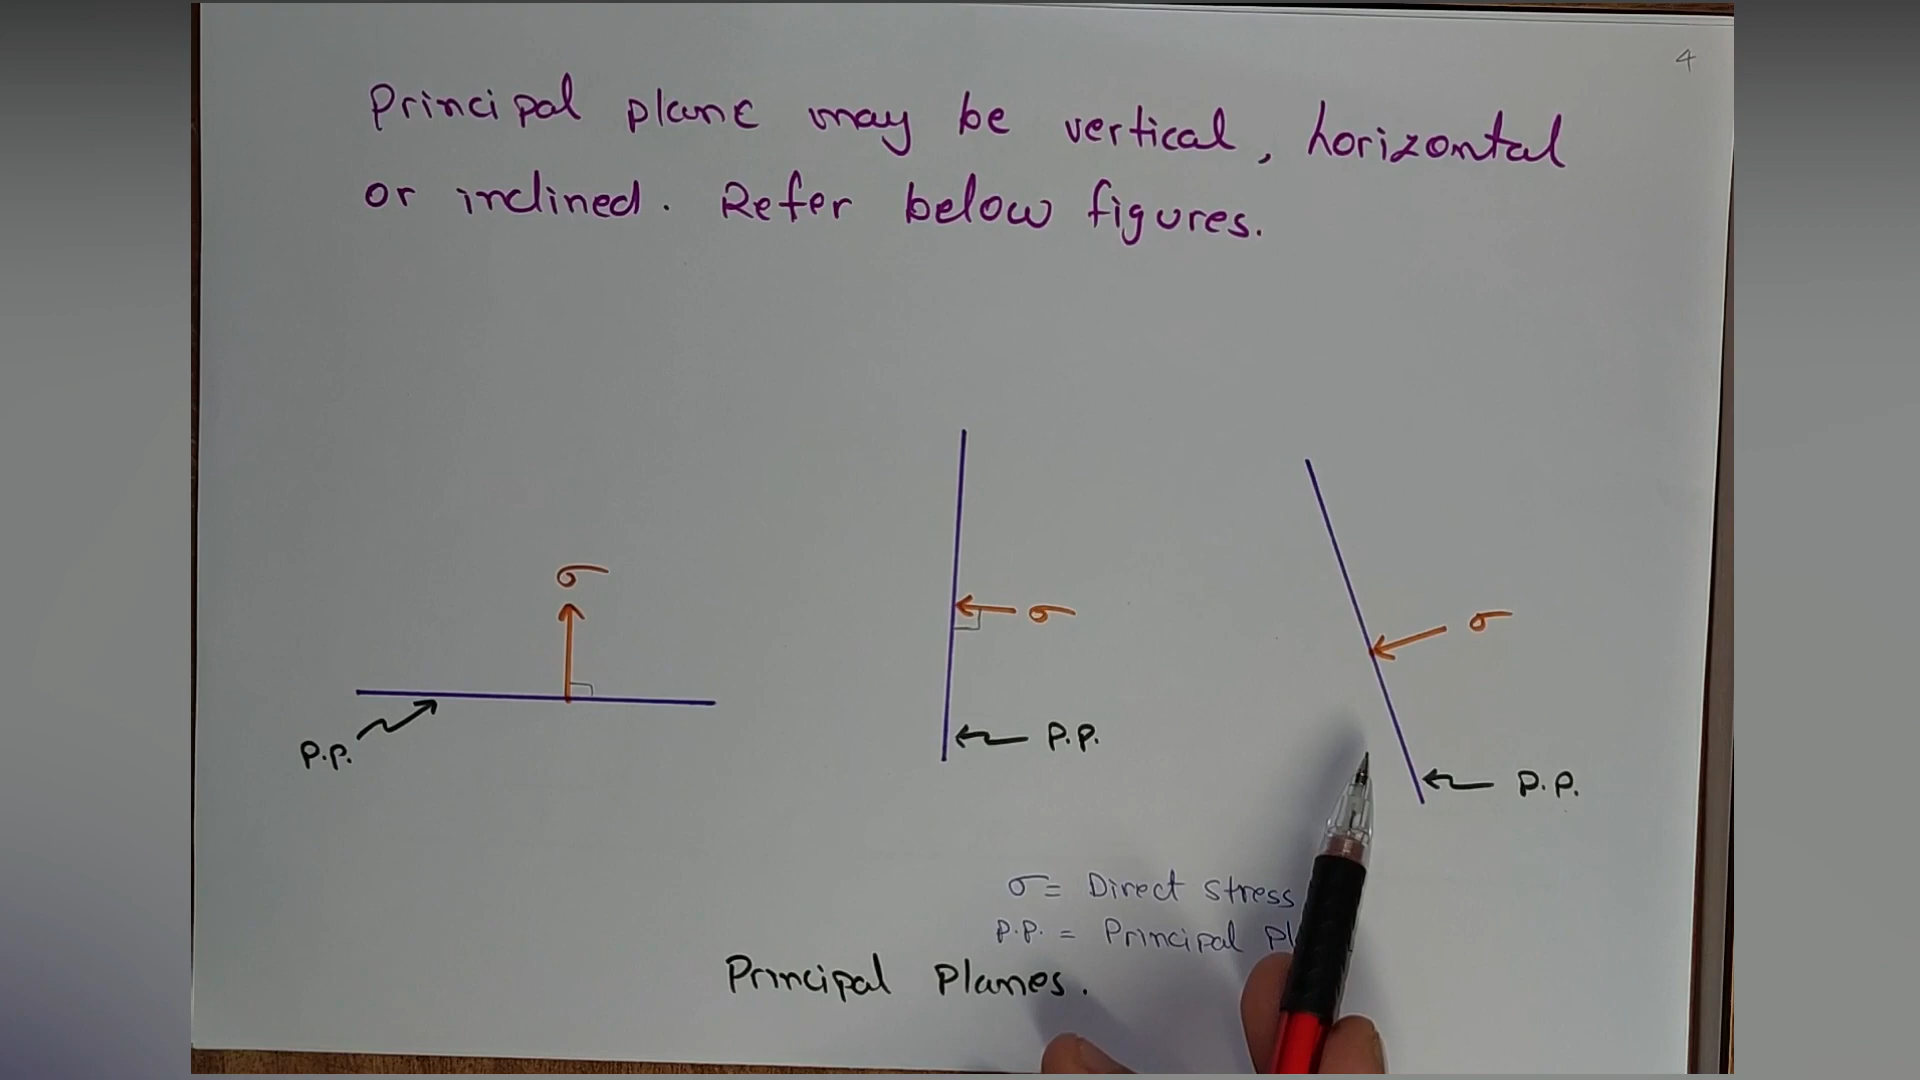 4
Principal plane may be vertical, horizontal
or inclined. Refer below figures.
σ
σ
σ
P.P.
P.P.
P.P.
σ = Direct stress
P.P. = Principal
Principal Planes.